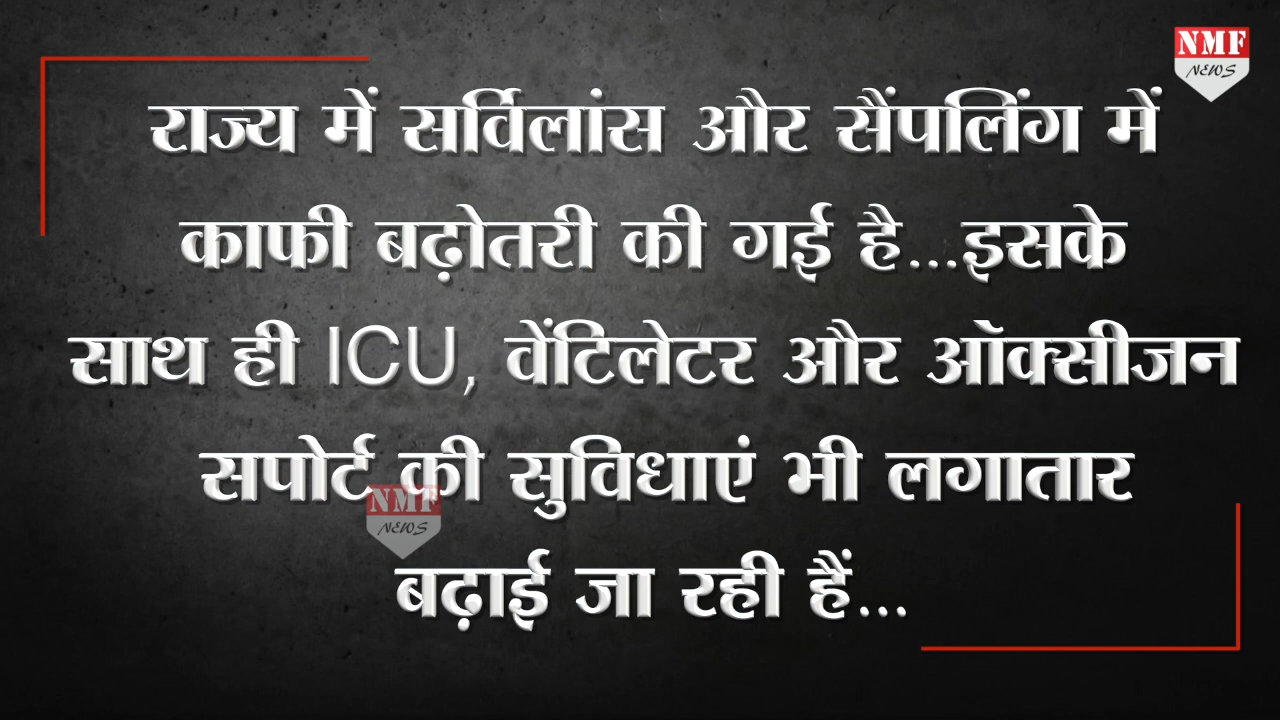 NMF
NEWS
राज्य में सर्विलांस और सैंपलिंग में
काफी बढ़ोतरी की गई है...इसके
साथ ही ICU, वेंटिलेटर और ऑक्सीजन
सपोर्ट की सुविधाएं भी लगातार
NMF
NEWS
बढ़ाई जा रही हैं...